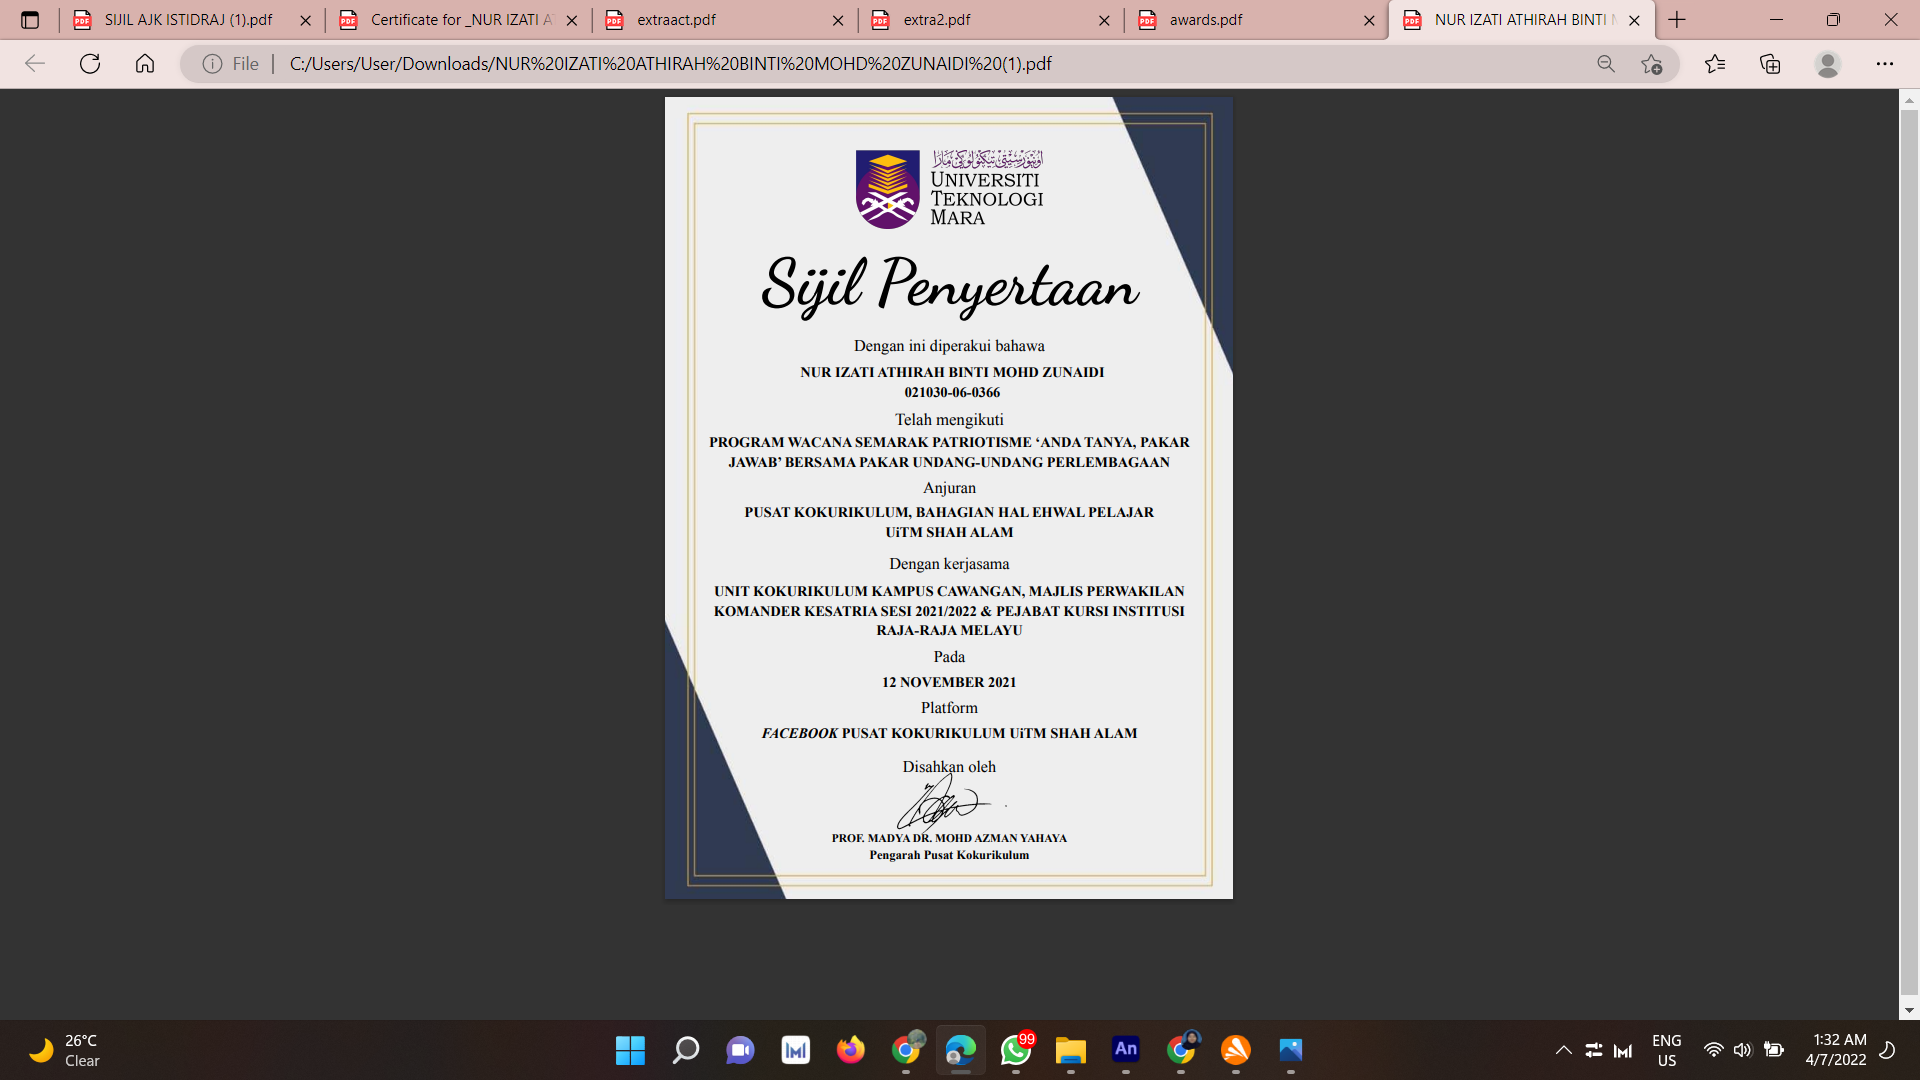 SIJIL AJK ISTIDRAJ (1).pdf
Certificate for _NUR IZATI A
extraact.pdf
extra2.pdf
awards.pdf
NUR IZATI ATHIRAH BINTI
File
C:/Users/User/Downloads/NUR%20IZATI%20ATHIRAH%20BINTI%20MOHD%20ZUNAIDI%20(1).pdf
اونيۏرسيتي تيکنولوکي مارا
UNIVERSITI
TEKNOLOGI
MARA
Sijil Penyertaan
Dengan ini diperakui bahawa
NUR IZATI ATHIRAH BINTI MOHD ZUNAIDI
021030-06-0366
Telah mengikuti
PROGRAM WACANA SEMARAK PATRIOTISME ‘ANDA TANYA, PAKAR
JAWAB’ BERSAMA PAKAR UNDANG-UNDANG PERLEMBAGAAN
Anjuran
PUSAT KOKURIKULUM, BAHAGIAN HAL EHWAL PELAJAR
UiTM SHAH ALAM
Dengan kerjasama
UNIT KOKURIKULUM KAMPUS CAWANGAN, MAJLIS PERWAKILAN
KOMANDER KESATRIA SESI 2021/2022 & PEJABAT KURSI INSTITUSI
RAJA-RAJA MELAYU
Pada
12 NOVEMBER 2021
Platform
FACEBOOK PUSAT KOKURIKULUM UiTM SHAH ALAM
Disahkan oleh
PROF. MADYA DR. MOHD AZMAN YAHAYA
Pengarah Pusat Kokurikulum
26°C
Clear
99
An
ENG
US
1:32 AM
4/7/2022